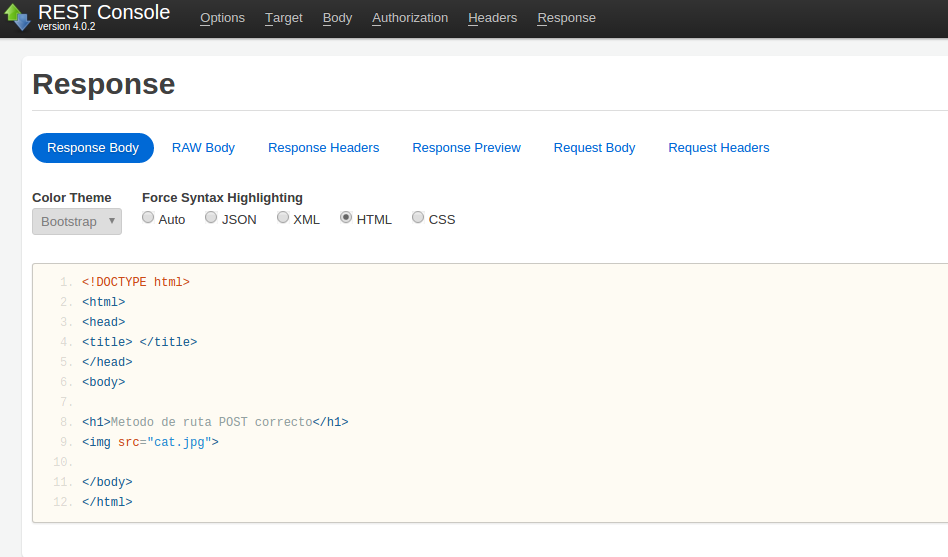 REST Console
version 4.0.2
Options Target Body Authorization Headers Response
Response
Response Body RAW Body Response Headers Response Preview Request Body Request Headers
Color Theme Force Syntax Highlighting
Bootstrap Auto JSON XML HTML CSS
1. <!DOCTYPE html>
2. <html>
3. <head>
4. <title> </title>
5. </head>
6. <body>
7.
8. <h1>Metodo de ruta POST correcto</h1>
9. <img src="cat.jpg">
10.
11. </body>
12. </html>